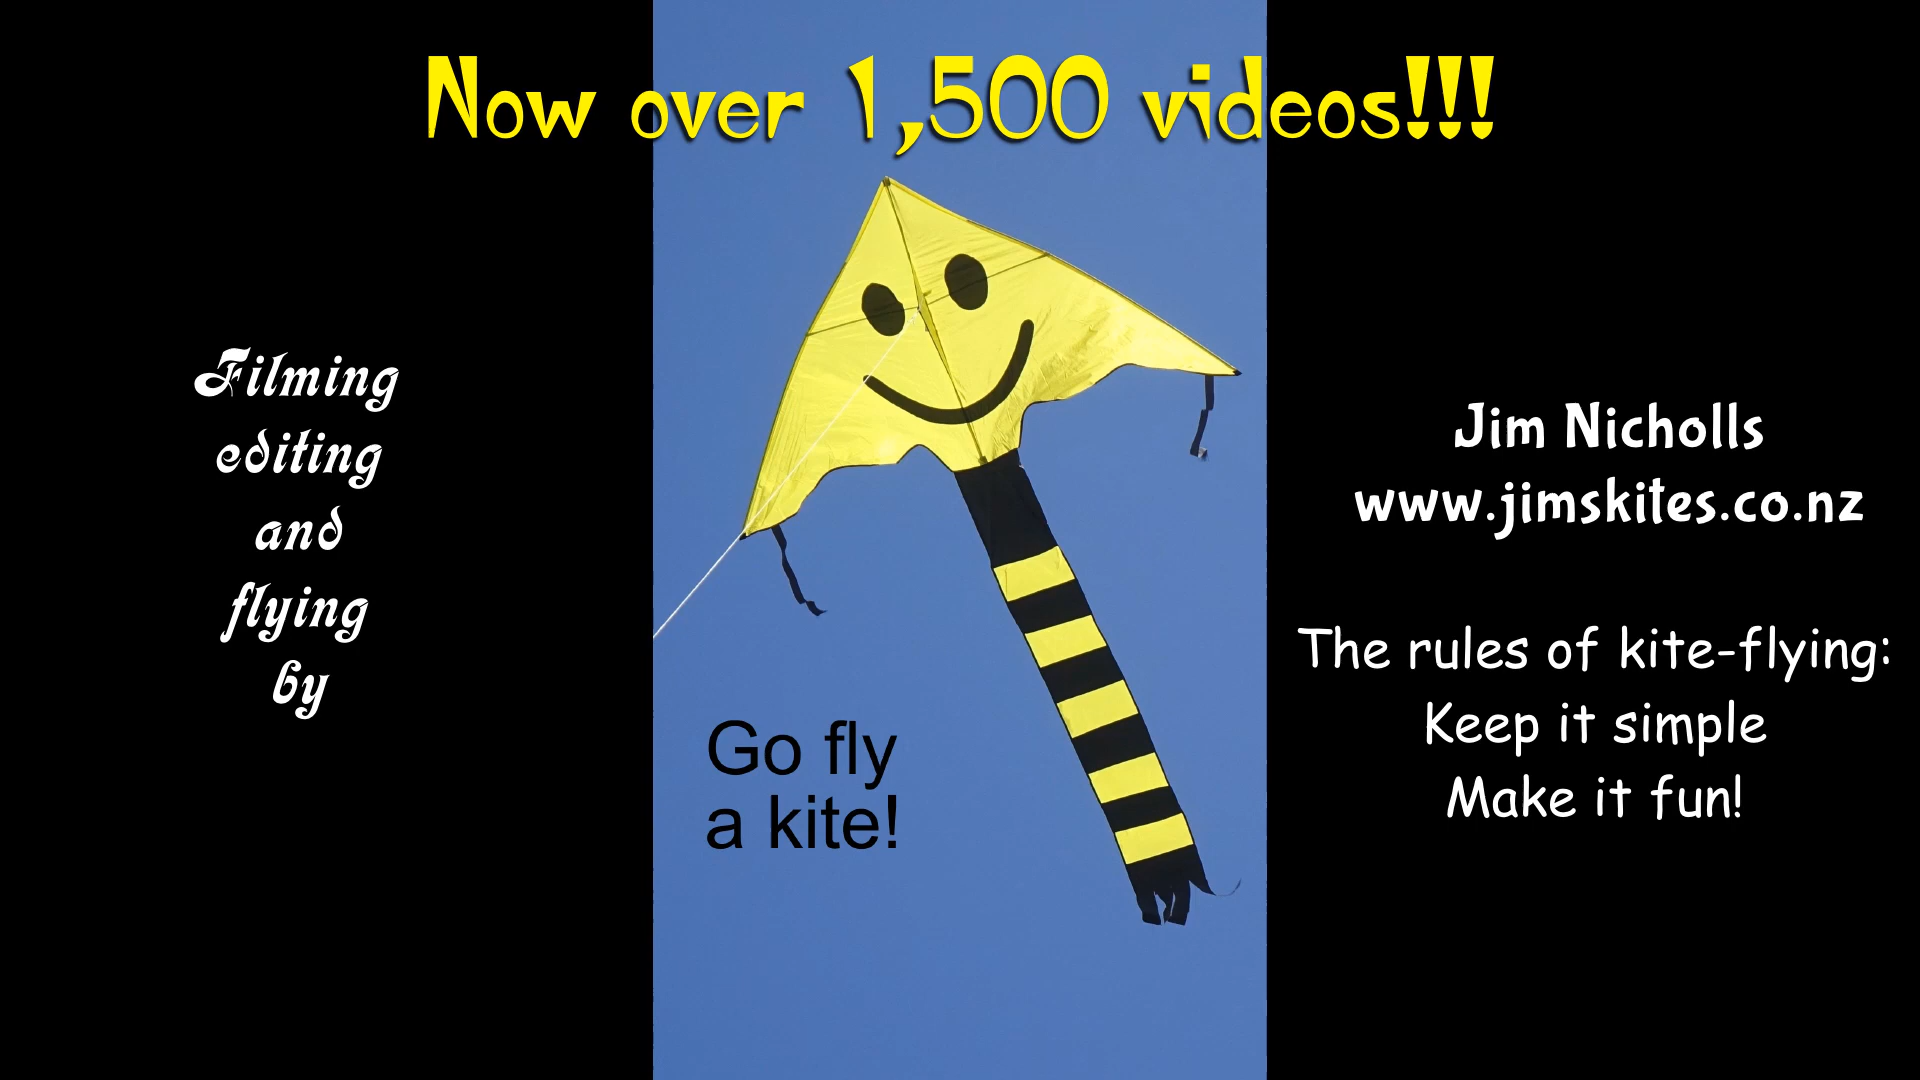 Now over 1,500 videos!!!
Filming
editing
and
flying
by
Go fly
a kite!
Jim Nicholls
www.jimskites.co.nz
The rules of kite-flying:
Keep it simple
Make it fun!